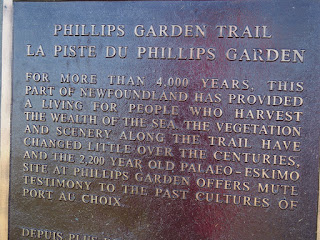 PHILLIPS GARDEN TRAIL
LA PISTE DU PHILLIPS GARDEN
FOR MORE THAN 4,000 YEARS, THIS
PART OF NEWFOUNDLAND HAS PROVIDED
A LIVING FOR PEOPLE WHO HARVEST
THE WEALTH OF THE SEA. THE VEGETATION
AND SCENERY ALONG THE TRAIL HAVE
CHANGED LITTLE OVER THE CENTURIES,
AND THE 2,200 YEAR OLD PALAEO-ESKIMO
SITE AT PHILLIPS GARDEN OFFERS MUTE
TESTIMONY TO THE PAST CULTURES OF
PORT AU CHOIX.
DEPUIS PLUS